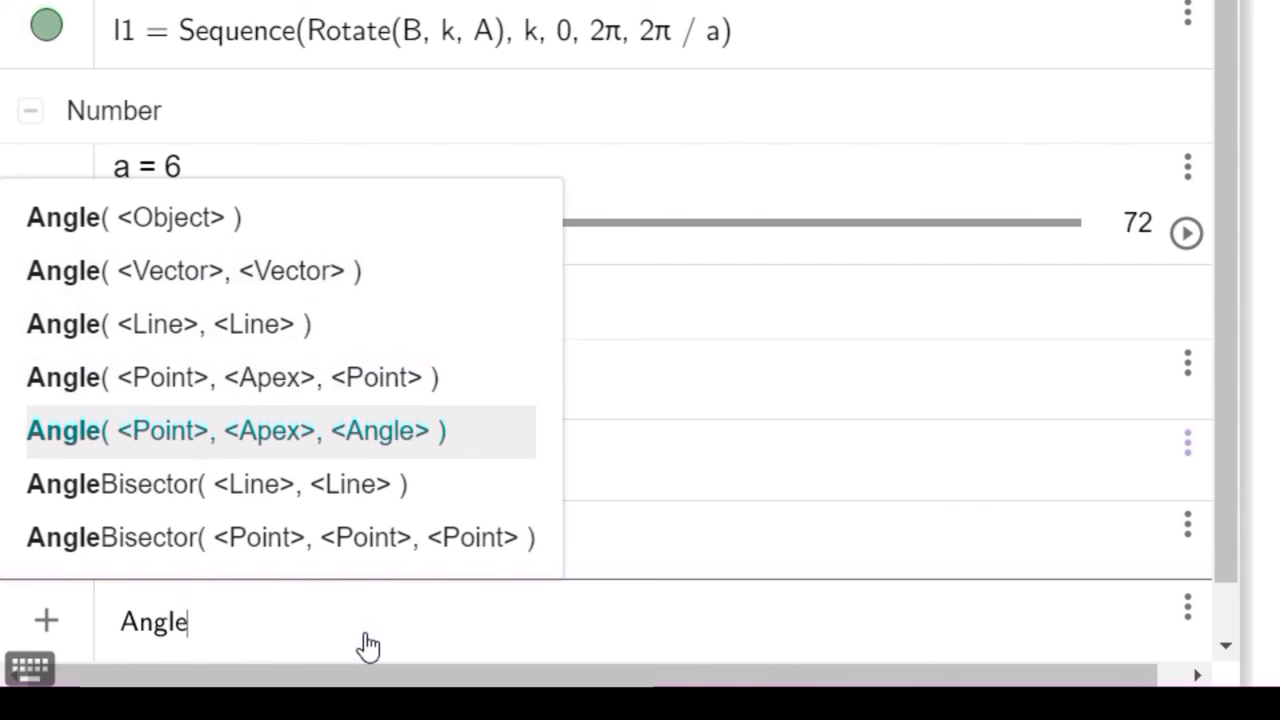 l1 = Sequence(Rotate(B, k, A), k, 0, 2π, 2π / a)
Number
a = 6
72
Angle( <Object> )
Angle( <Vector>, <Vector> )
Angle( <Line>, <Line> )
Angle( <Point>, <Apex>, <Point> )
Angle( <Point>, <Apex>, <Angle> )
AngleBisector( <Line>, <Line> )
AngleBisector( <Point>, <Point>, <Point> )
Angle